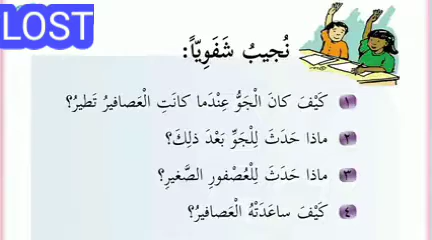 LOST
نُجيبُ شَفَوِيّاً:
١ كَيْفَ كانَ الْجَوُّ عِنْدَما كانَتِ الْعَصافيرُ تَطيرُ؟
٢ ماذا حَدَثَ لِلْجَوِّ بَعْدَ ذلِكَ؟
٣ ماذا حَدَثَ لِلْعُصْفورِ الصَّغيرِ؟
٤ كَيْفَ ساعَدَتْهُ الْعَصافيرُ؟